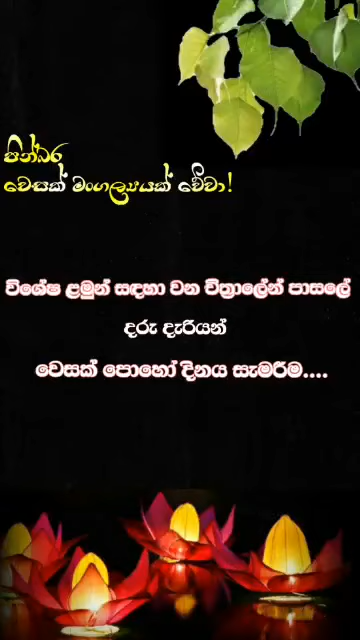 පින්බර
වෙසක් මංගල්‍යයක් වේවා!
විශේෂ ළමුන් සඳහා වන චිත්‍රාලේන් පාසලේ
දරු දැරියන්
වෙසක් පොහෝ දිනය සැමරීම....